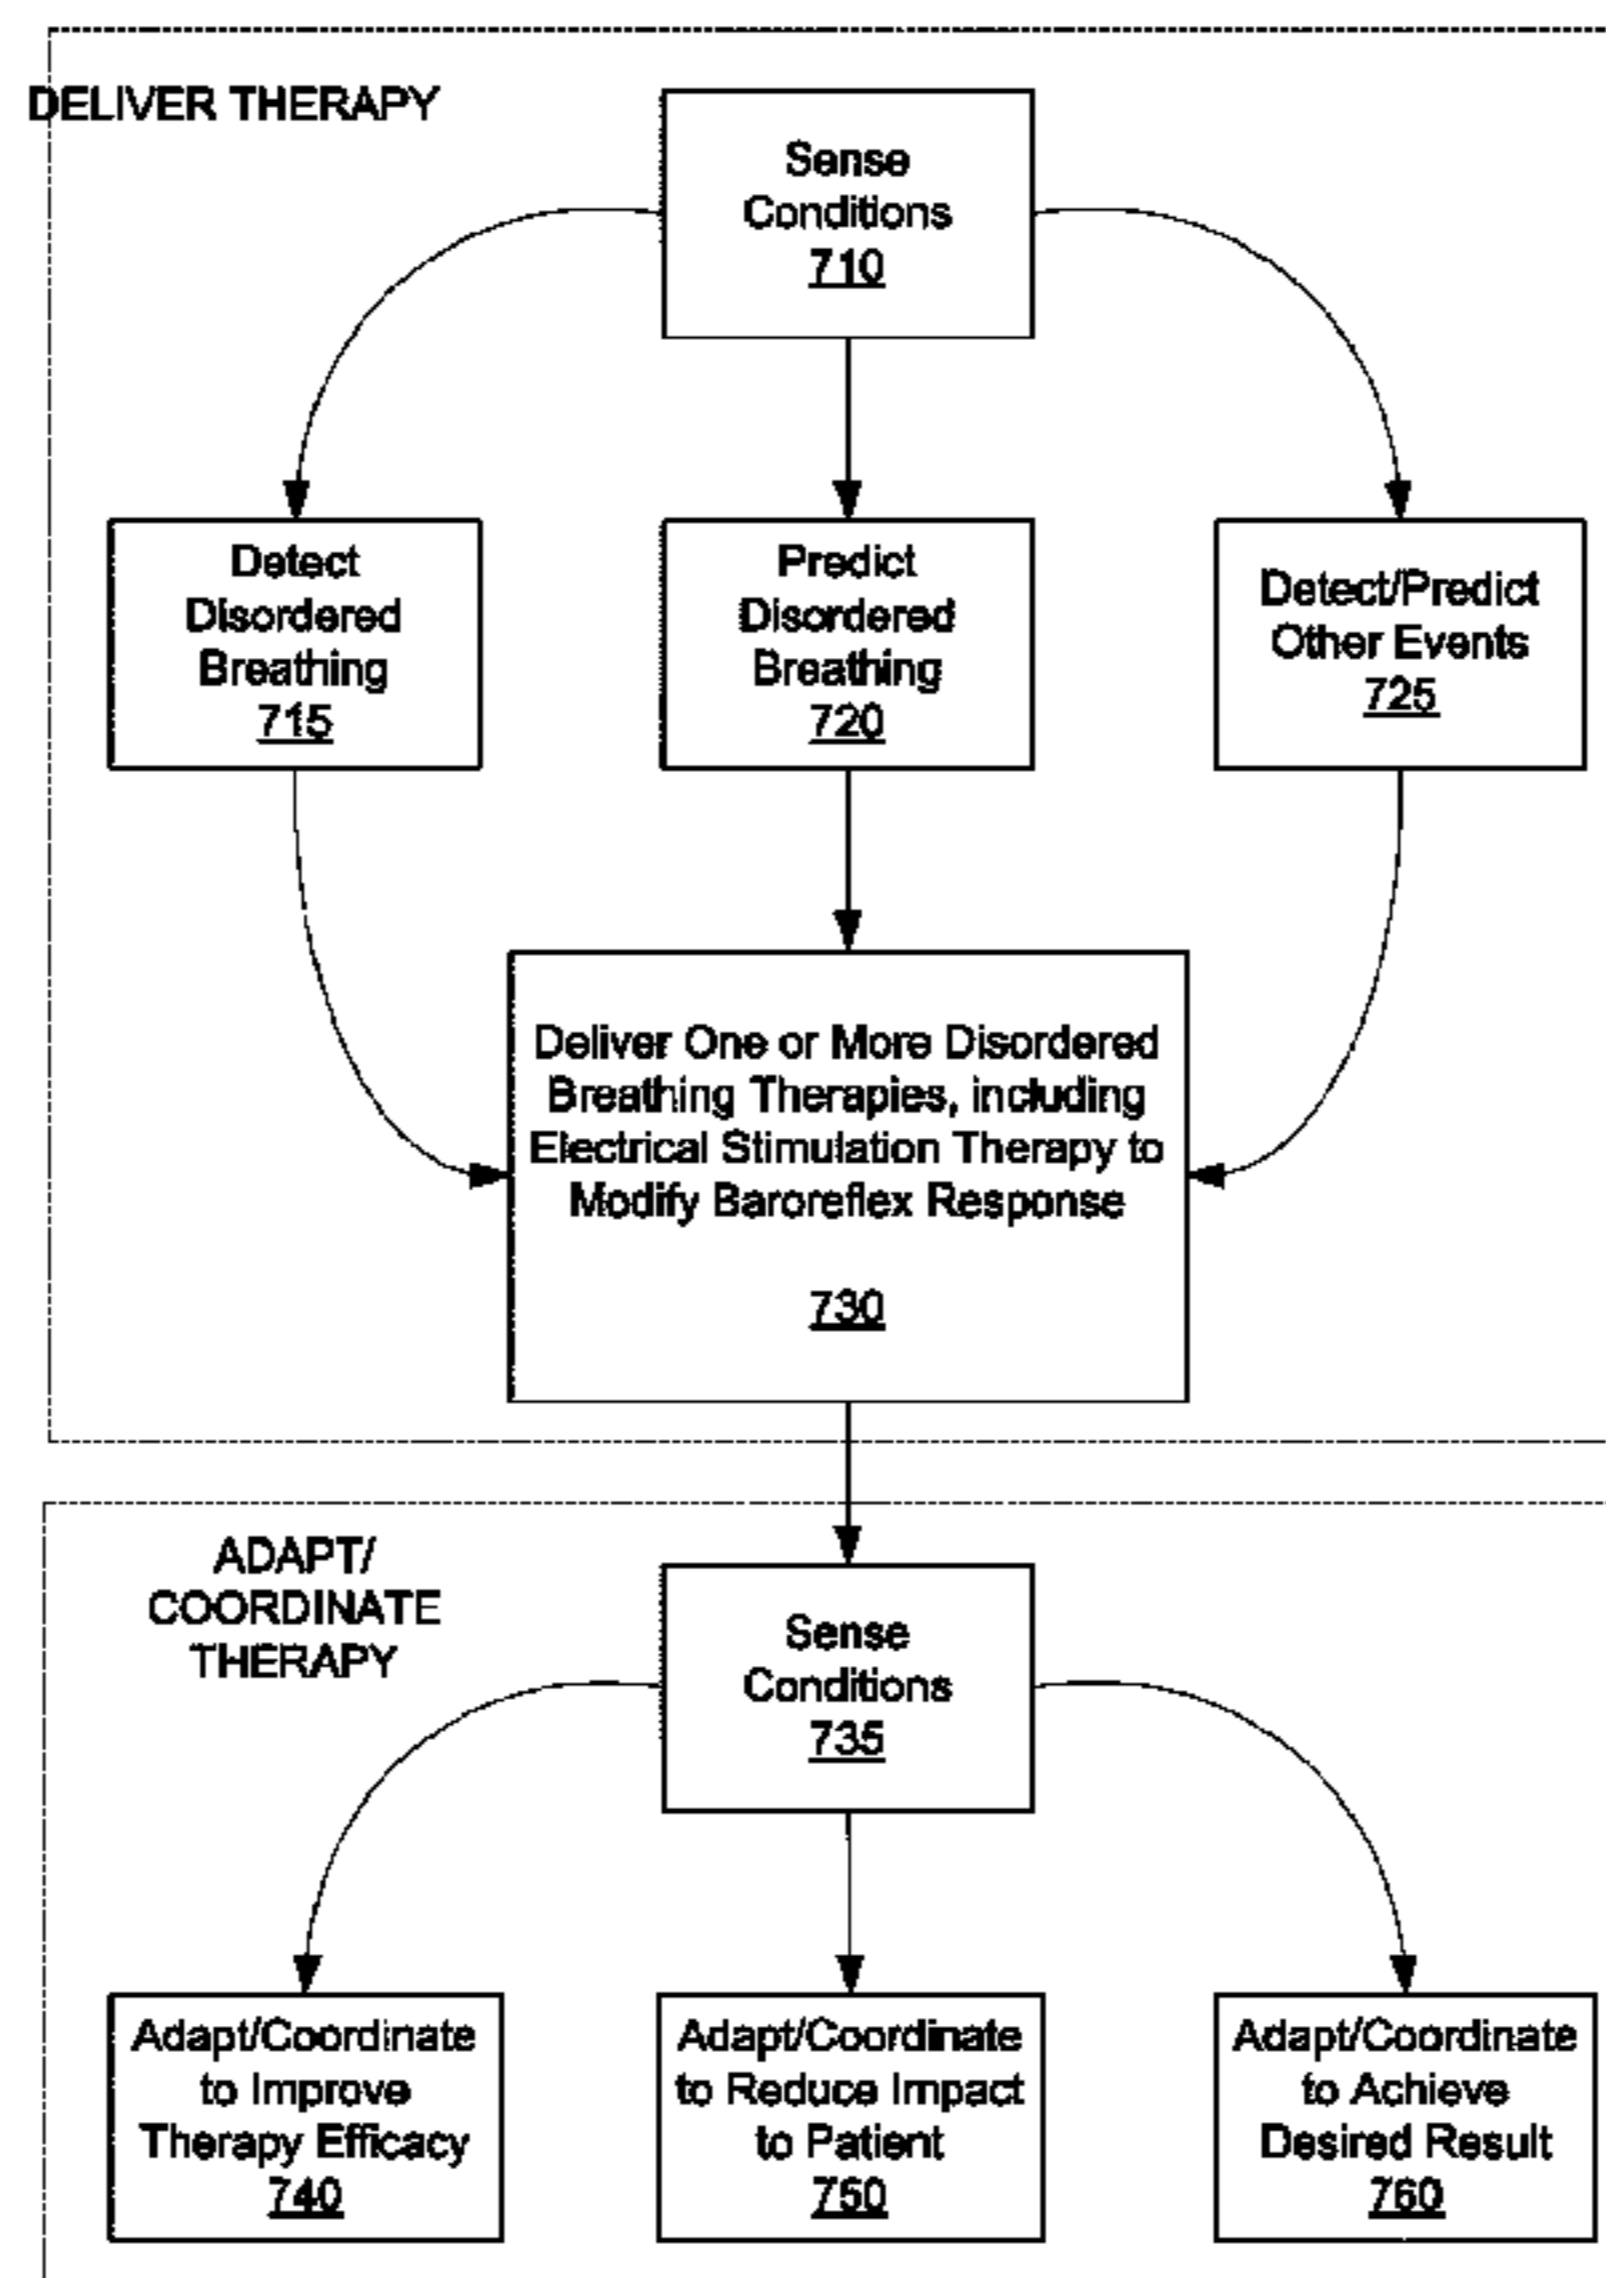 DELIVER THERAPY
Sense
Conditions
710
Detect
Disordered
Breathing
715
Predict
Disordered
Breathing
720
Detect/Predict
Other Events
725
Deliver One or More Disordered
Breathing Therapies, including
Electrical Stimulation Therapy to
Modify Baroreflex Response
730
ADAPT/
COORDINATE
THERAPY
Sense
Conditions
735
Adapt/Coordinate
to Improve
Therapy Efficacy
740
Adapt/Coordinate
to Reduce Impact
to Patient
750
Adapt/Coordinate
to Achieve
Desired Result
760